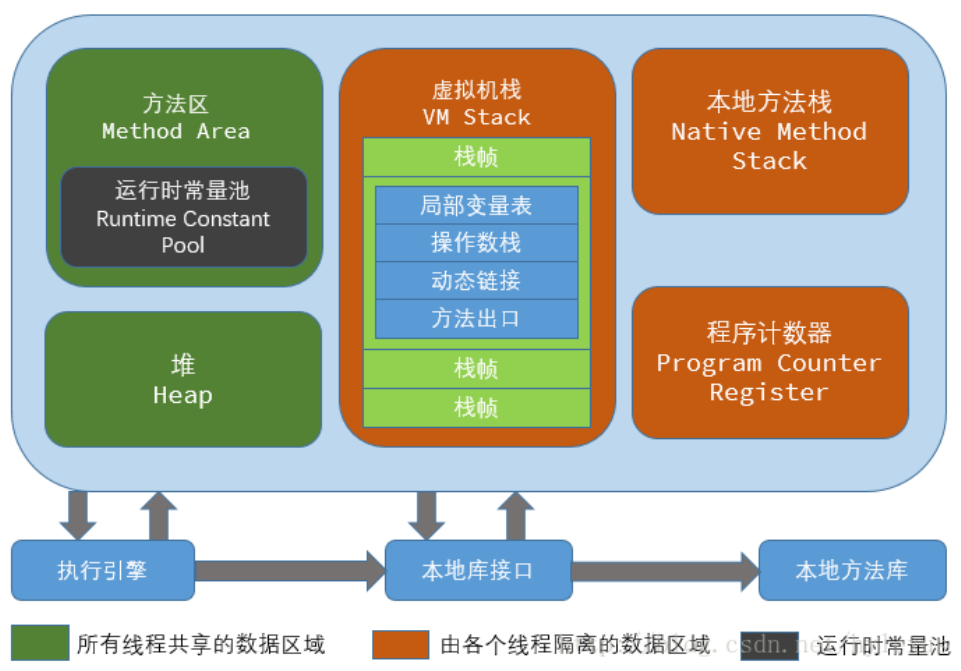 方法区
Method Area
运行时常量池
Runtime Constant
Pool
堆
Heap
虚拟机栈
VM Stack
栈帧
局部变量表
操作数栈
动态链接
方法出口
栈帧
栈帧
本地方法栈
Native Method
Stack
程序计数器
Program Counter
Register
执行引擎
本地库接口
本地方法库
所有线程共享的数据区域
由各个线程隔离的数据区域
运行时常量池
csdn.net